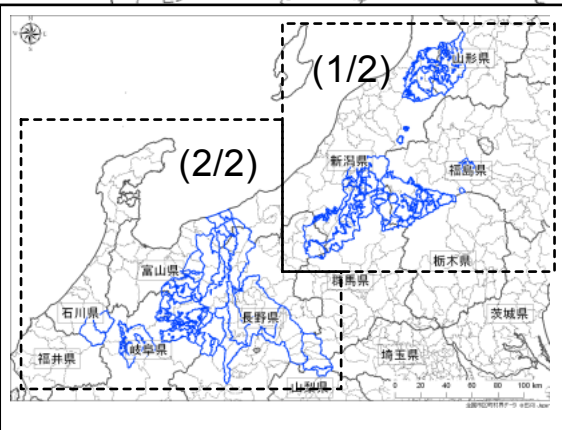 N
(1/2)
山形県
(2/2)
新潟県
福島県
富山県
栃木県
群馬県
石川県
長野県
茨城県
岐阜県
福井県
埼玉県
山梨県
0 20 40 60 80 100 km